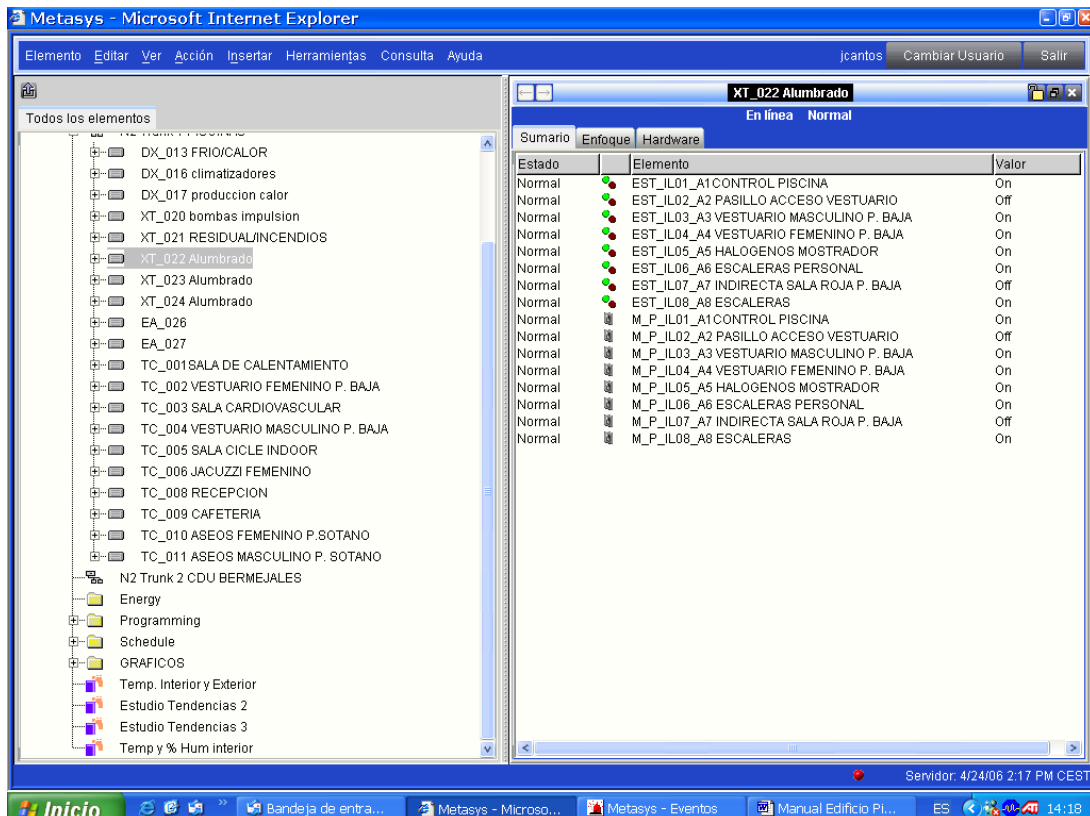 Metasys - Microsoft Internet Explorer
Elemento Editar Ver Acción Insertar Herramientas Consulta Ayuda jcantos Cambiar Usuario Salir
Todos los elementos
DX_013 FRIO/CALOR
DX_016 climatizadores
DX_017 produccion calor
XT_020 bombas impulsion
XT_021 RESIDUAL/INCENDIOS
XT_022 Alumbrado
XT_023 Alumbrado
XT_024 Alumbrado
EA_026
EA_027
TC_001 SALA DE CALENTAMIENTO
TC_002 VESTUARIO FEMENINO P. BAJA
TC_003 SALA CARDIOVASCULAR
TC_004 VESTUARIO MASCULINO P. BAJA
TC_005 SALA CICLE INDOOR
TC_006 JACUZZI FEMENINO
TC_008 RECEPCION
TC_009 CAFETERIA
TC_010 ASEOS FEMENINO P.SOTANO
TC_011 ASEOS MASCULINO P. SOTANO
N2 Trunk 2 CDU BERMEJALES
Energy
Programming
Schedule
GRAFICOS
Temp. Interior y Exterior
Estudio Tendencias 2
Estudio Tendencias 3
Temp y % Hum interior
XT_022 Alumbrado
En línea Normal
Sumario Enfoque Hardware
Estado Elemento Valor
Normal EST_IL01_A1CONTROL PISCINA On
Normal EST_IL02_A2 PASILLO ACCESO VESTUARIO Off
Normal EST_IL03_A3 VESTUARIO MASCULINO P. BAJA On
Normal EST_IL04_A4 VESTUARIO FEMENINO P. BAJA On
Normal EST_IL05_A5 HALOGENOS MOSTRADOR On
Normal EST_IL06_A6 ESCALERAS PERSONAL On
Normal EST_IL07_A7 INDIRECTA SALA ROJA P. BAJA Off
Normal EST_IL08_A8 ESCALERAS On
Normal M_P_IL01_A1CONTROL PISCINA On
Normal M_P_IL02_A2 PASILLO ACCESO VESTUARIO Off
Normal M_P_IL03_A3 VESTUARIO MASCULINO P. BAJA On
Normal M_P_IL04_A4 VESTUARIO FEMENINO P. BAJA On
Normal M_P_IL05_A5 HALOGENOS MOSTRADOR On
Normal M_P_IL06_A6 ESCALERAS PERSONAL On
Normal M_P_IL07_A7 INDIRECTA SALA ROJA P. BAJA Off
Normal M_P_IL08_A8 ESCALERAS On
Servidor: 4/24/06 2:17 PM CEST
Inicio Bandeja de entra... Metasys - Microso... Metasys - Eventos Manual Edificio Pi... ES 14:18